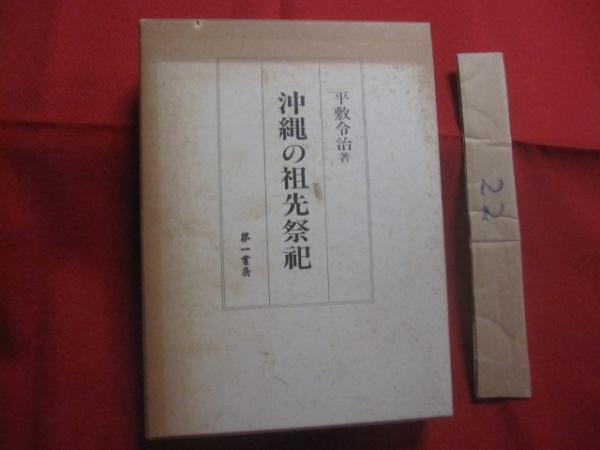 平敷令治著
沖縄の祖先祭祀
第一書房
22